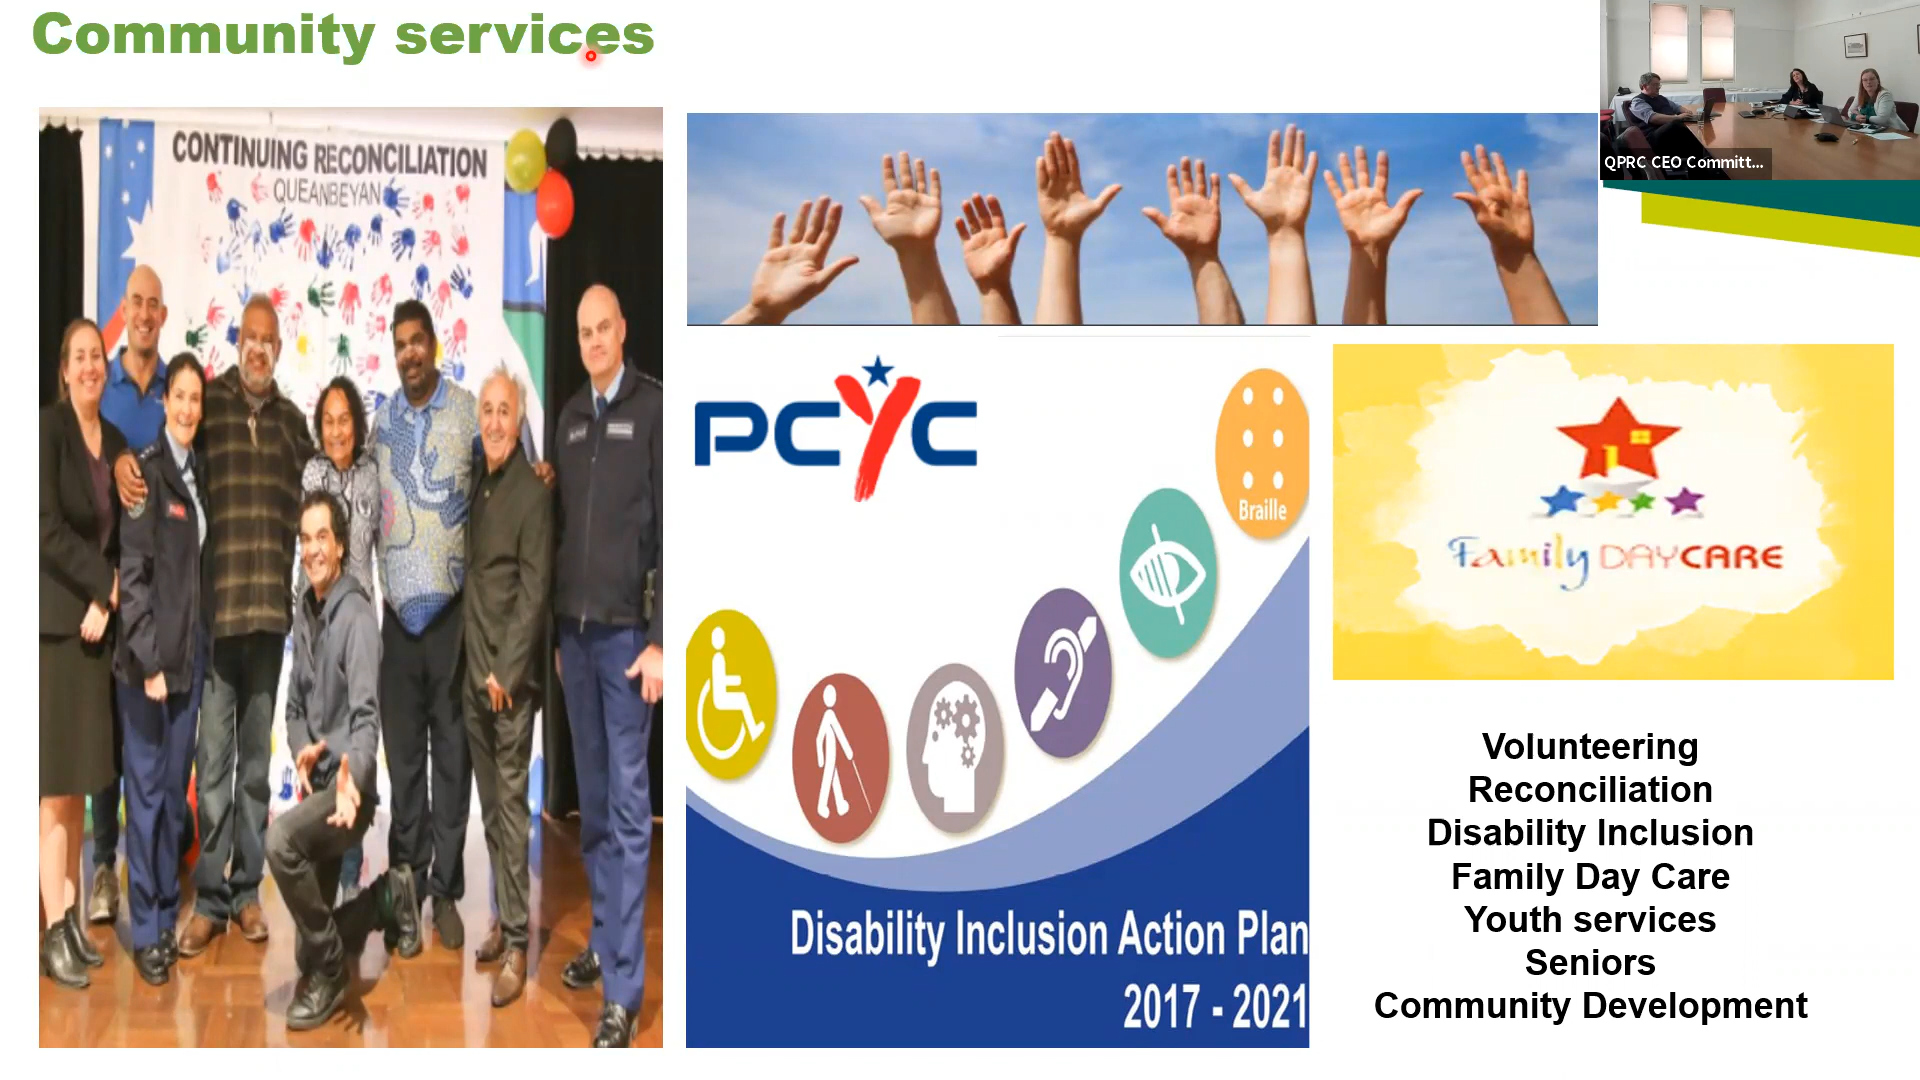 Community services
QPRC CEO Committ...
CONTINUING RECONCILIATION
QUEANBEYAN
PCYC
Braille
Family DAYCARE
Disability Inclusion Action Plan
2017 - 2021
Volunteering
Reconciliation
Disability Inclusion
Family Day Care
Youth services
Seniors
Community Development